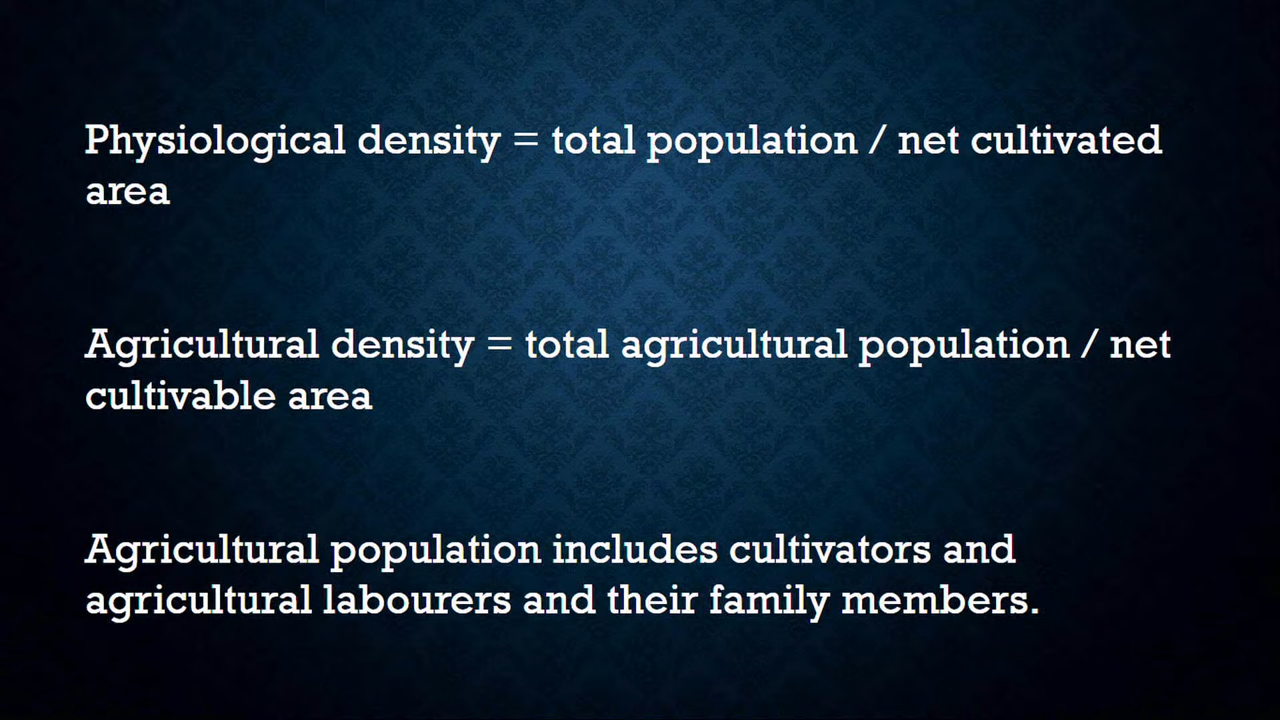 Physiological density = total population / net cultivated
area
Agricultural density = total agricultural population / net
cultivable area
Agricultural population includes cultivators and
agricultural labourers and their family members.